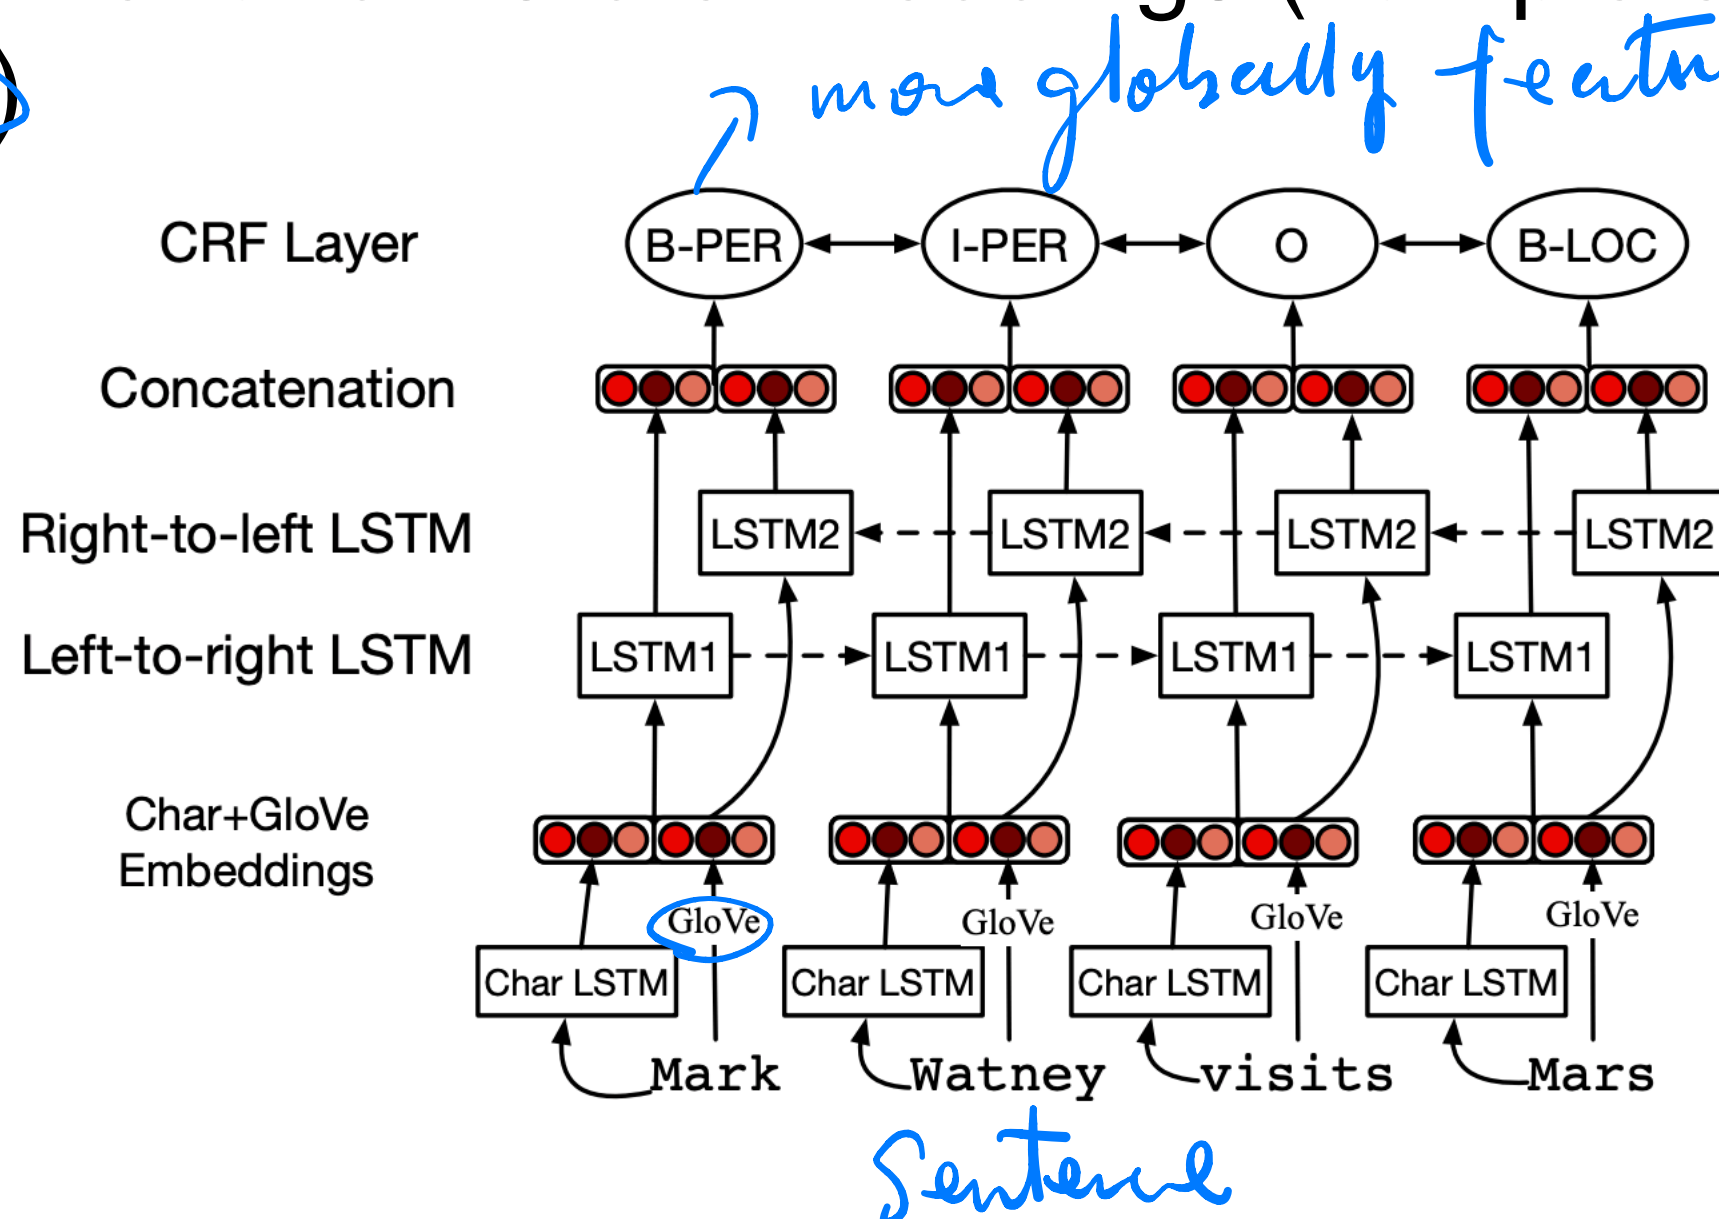 more globally
CRF Layer B-PER I-PER O B-LOC
Concatenation
Right-to-left LSTM LSTM2 LSTM2 LSTM2 LSTM2
Left-to-right LSTM LSTM1 LSTM1 LSTM1 LSTM1
Char+GloVe
Embeddings
GloVe GloVe GloVe GloVe
Char LSTM Char LSTM Char LSTM Char LSTM
Mark Watney visits Mars
Sentence